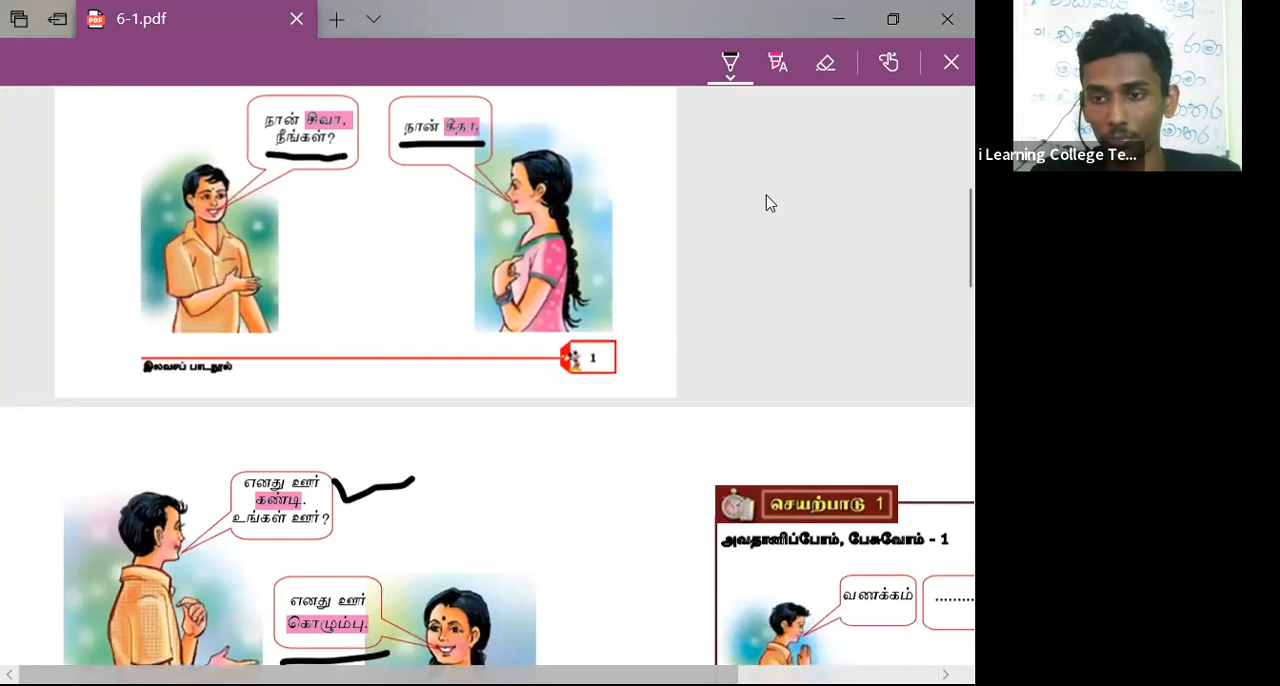 6-1.pdf
நான் சிவா,
நீங்கள்?
நான் கீதா.
இலவசப் பாடநூல்
1
எனது ஊர்
கண்டி.
உங்கள் ஊர்?
எனது ஊர்
கொழும்பு.
செயற்பாடு 1
அவதானிப்போம், பேசுவோம் - 1
வணக்கம்
..........
i Learning College Te...
රාමා